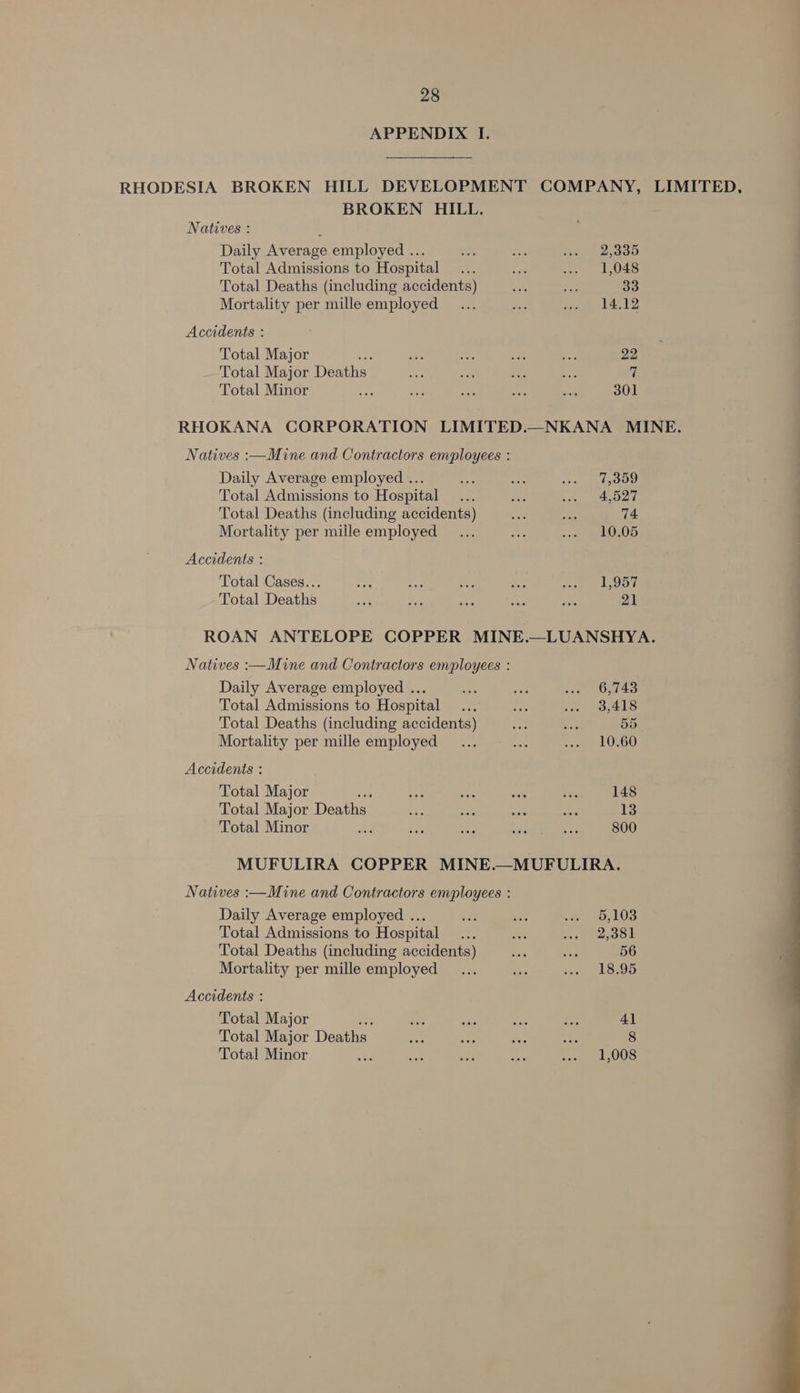 28
APPENDIX I.
RHODESIA BROKEN HILL DEVELOPMENT COMPANY, LIMITED,
BROKEN HILL.
Natives :
Daily Average employed ... ... ... ... 2,335
Total Admissions to Hospital ... ... ... 1,048
Total Deaths (including accidents) ... ... 33
Mortality per mille employed ... ... ... 14.12
Accidents :
Total Major ... ... ... ... ... 22
Total Major Deaths ... ... ... ... 7
Total Minor ... ... ... ... ... 301
RHOKANA CORPORATION LIMITED.—NKANA MINE.
Natives :—Mine and Contractors employees :
Daily Average employed ... ... ... ... 7,359
Total Admissions to Hospital ... ... ... 4,527
Total Deaths (including accidents) ... ... 74
Mortality per mille employed ... ... ... 10.05
Accidents :
Total Cases... ... ... ... ... ... 1,957
Total Deaths ... ... ... ... ... 21
ROAN ANTELOPE COPPER MINE.—LUANSHYA.
Natives :—Mine and Contractors employees :
Daily Average employed ... ... ... ... 6,743
Total Admissions to Hospital ... ... ... 3,418
Total Deaths (including accidents) ... ... 55
Mortality per mille employed ... ... ... 10.60
Accidents :
Total Major ... ... ... ... ... 148
Total Major Deaths ... ... ... ... 13
Total Minor ... ... ... ... ... 800
MUFULIRA COPPER MINE.—MUFULIRA.
Natives :—Mine and Contractors employees :
Daily Average employed ... ... ... ... 5,103
Total Admissions to Hospital ... ... ... 2,381
Total Deaths (including accidents) ... ... 56
Mortality per mille employed ... ... ... 18.95
Accidents :
Total Major ... ... ... ... ... 41
Total Major Deaths ... ... ... ... 8
Total Minor ... ... ... ... ... 1,008